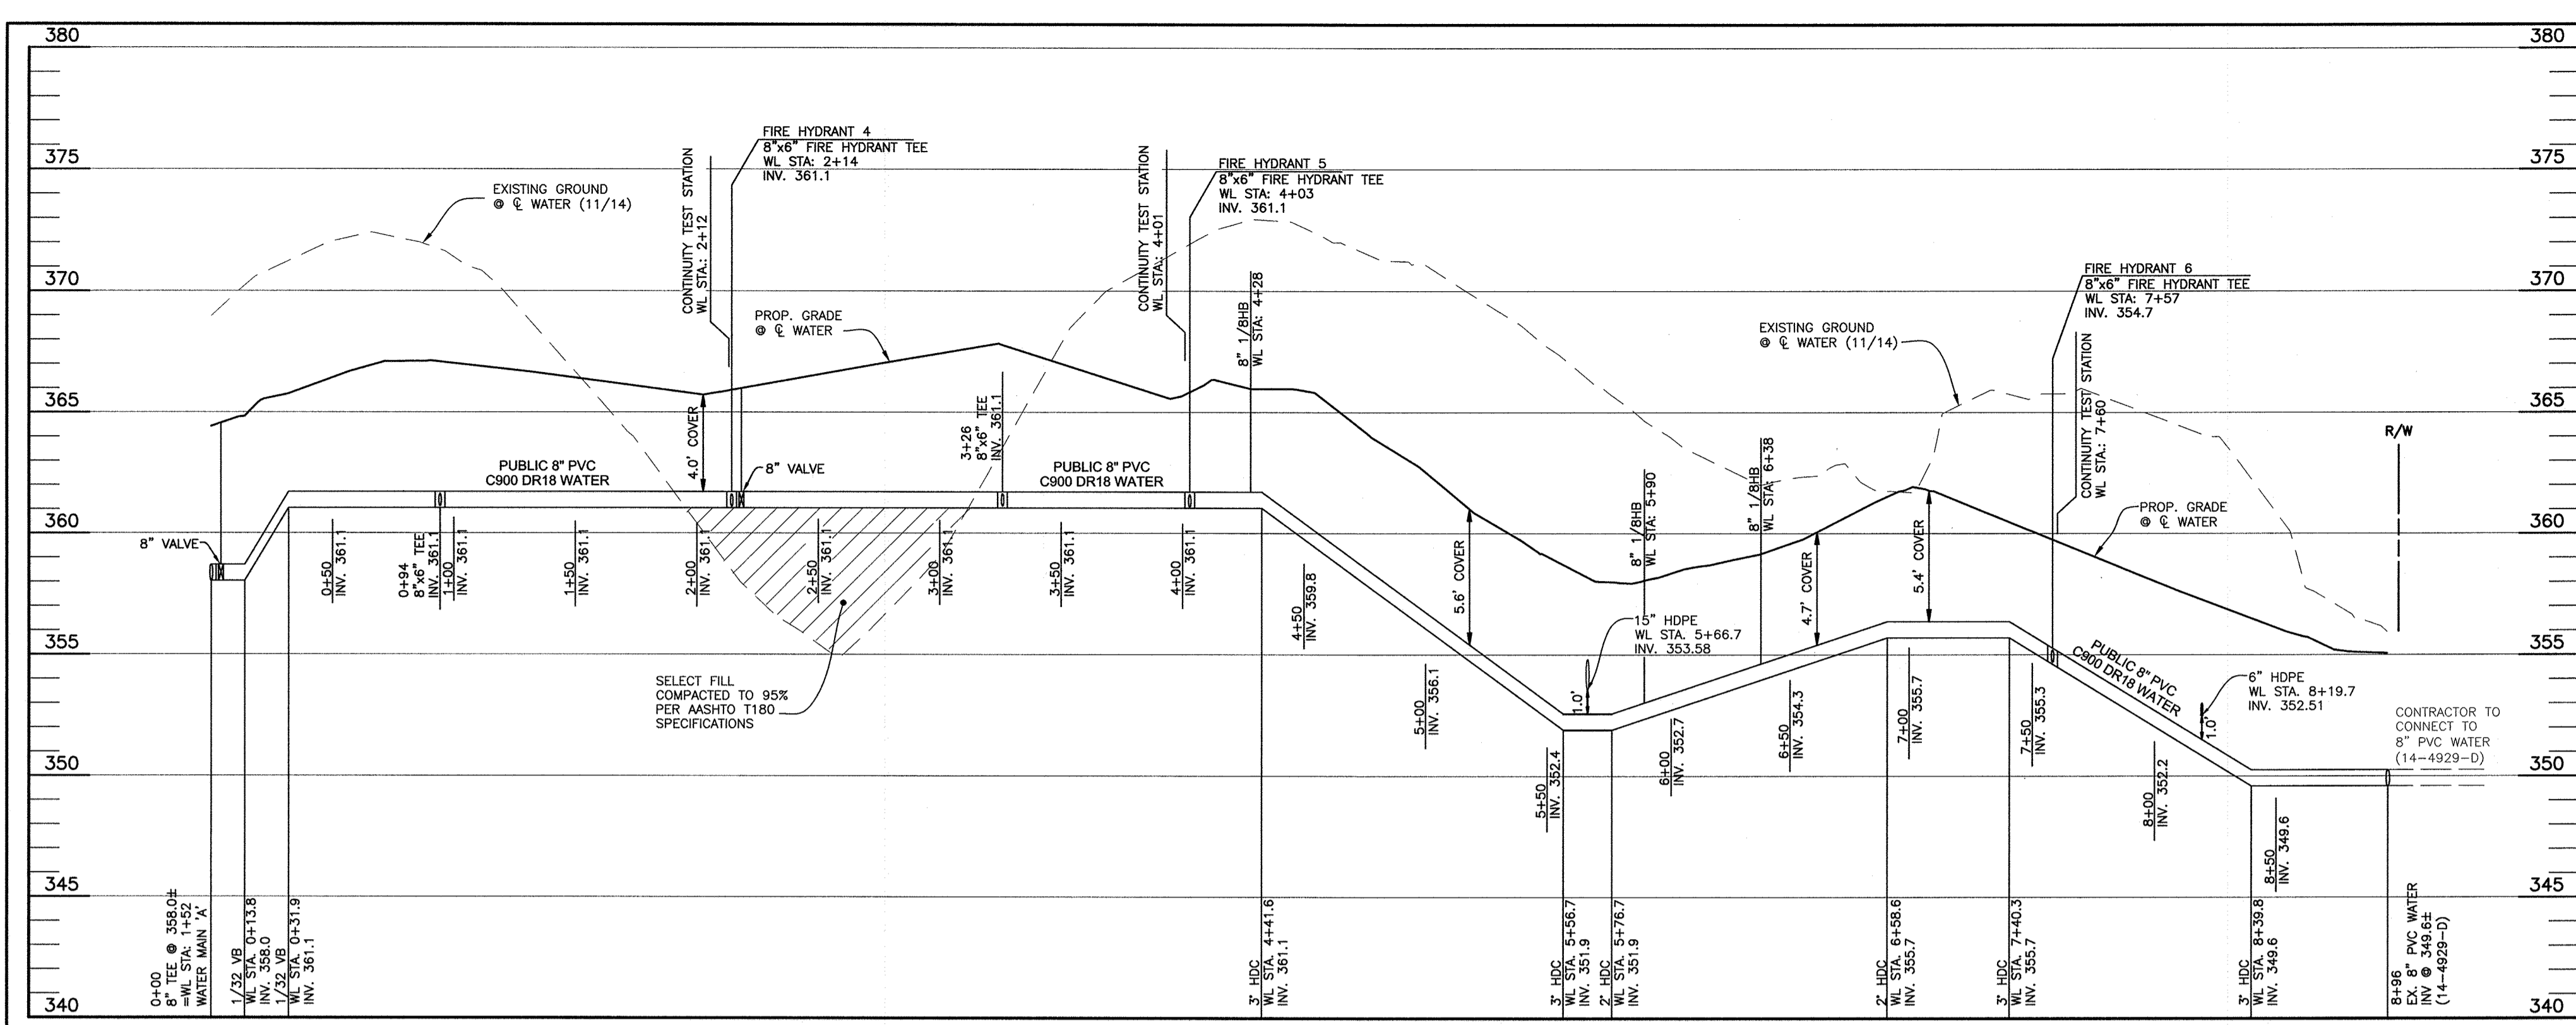 380
380
375
375
370
370
365
365
360
360
355
355
350
350
345
345
340
340
EXISTING GROUND
@ ℄ WATER (11/14)
CONTINUITY TEST STATION
WL STA.: 2+12
FIRE HYDRANT 4
8"x6" FIRE HYDRANT TEE
WL STA: 2+14
INV. 361.1
PROP. GRADE
@ ℄ WATER
CONTINUITY TEST STATION
WL STA.: 4+01
FIRE HYDRANT 5
8"x6" FIRE HYDRANT TEE
WL STA: 4+03
INV. 361.1
8" 1/8HB
WL STA: 4+28
EXISTING GROUND
@ ℄ WATER (11/14)
FIRE HYDRANT 6
8"x6" FIRE HYDRANT TEE
WL STA: 7+57
INV. 354.7
CONTINUITY TEST STATION
WL STA.: 7+60
R/W
PUBLIC 8" PVC
C900 DR18 WATER
4.0' COVER
8" VALVE
3+26
8"x6" TEE
INV. 361.1
PUBLIC 8" PVC
C900 DR18 WATER
8" VALVE
0+50
INV. 361.1
0+94
8"x6" TEE
INV. 361.1
1+00
INV. 361.1
1+50
INV. 361.1
2+00
INV. 361.1
2+50
INV. 361.1
3+00
INV. 361.1
3+50
INV. 361.1
4+00
INV. 361.1
4+50
INV. 359.8
5+00
INV. 356.1
5.6' COVER
8" 1/8HB
WL STA: 5+90
8" 1/8HB
WL STA: 6+38
4.7' COVER
5.4' COVER
PROP. GRADE
@ ℄ WATER
15" HDPE
WL STA. 5+66.7
INV. 353.58
1.0'
SELECT FILL
COMPACTED TO 95%
PER AASHTO T180
SPECIFICATIONS
5+50
INV. 352.4
6+00
INV. 352.7
6+50
INV. 354.3
7+00
INV. 355.7
7+50
INV. 355.3
PUBLIC 8" PVC
C900 DR18 WATER
8+00
INV. 352.2
6" HDPE
WL STA. 8+19.7
INV. 352.51
1.0'
CONTRACTOR TO
CONNECT TO
8" PVC WATER
(14-4929-D)
8+50
INV. 349.6
0+00
8" TEE @ 358.0±
=WL STA: 1+52
WATER MAIN 'A'
1/32 VB
WL STA. 0+13.8
INV. 358.0
1/32 VB
WL STA. 0+31.9
INV. 361.1
3' HDC
WL STA. 4+41.6
INV. 361.1
3' HDC
WL STA. 5+56.7
INV. 351.9
2' HDC
WL STA. 5+76.7
INV. 351.9
2' HDC
WL STA. 6+58.6
INV. 355.7
3' HDC
WL STA. 7+40.3
INV. 355.7
3' HDC
WL STA. 8+39.8
INV. 349.6
8+96
EX. 8" PVC WATER
INV @ 349.6±
(14-4929-D)